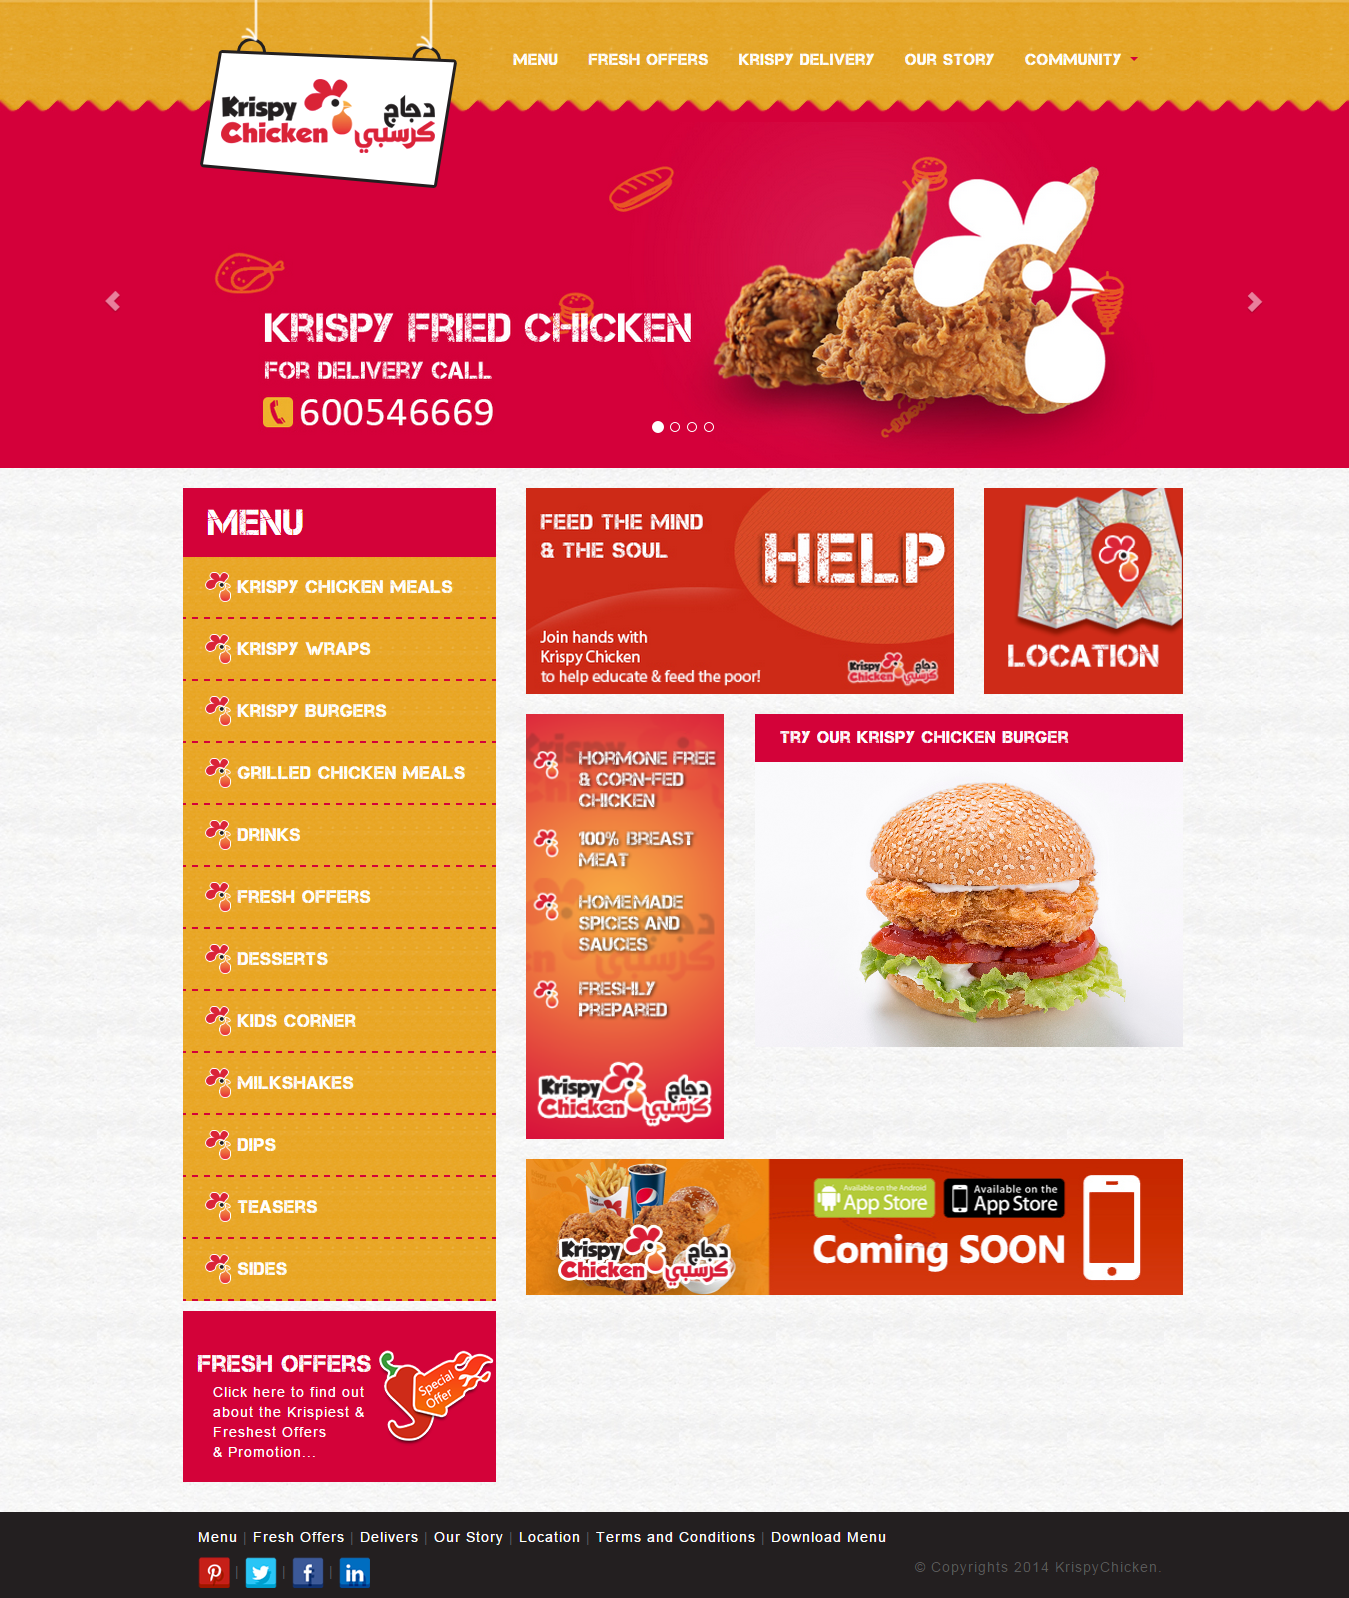 MENU FRESH OFFERS KRISPY DELIVERY OUR STORY COMMUNITY
Krispy
Chicken
دجاج
كرسبي
KRISPY FRIED CHICKEN
FOR DELIVERY CALL
600546669
MENU
KRISPY CHICKEN MEALS
KRISPY WRAPS
KRISPY BURGERS
GRILLED CHICKEN MEALS
DRINKS
FRESH OFFERS
DESSERTS
KIDS CORNER
MILKSHAKES
DIPS
TEASERS
SIDES
FRESH OFFERS
Click here to find out
about the Krispiest &
Freshest Offers
& Promotion...
Special
Offer
FEED THE MIND
& THE SOUL
HELP
Join hands with
Krispy Chicken
to help educate & feed the poor!
Krispy
Chicken
دجاج
كرسبي
LOCATION
HORMONE FREE
& CORN-FED
CHICKEN
100% BREAST
MEAT
HOMEMADE
SPICES AND
SAUCES
FRESHLY
PREPARED
Krispy
Chicken
دجاج
كرسبي
TRY OUR KRISPY CHICKEN BURGER
Krispy
Chicken
دجاج
كرسبي
Available on the Android
App Store
Available on the
App Store
Coming SOON
Menu | Fresh Offers | Delivers | Our Story | Location | Terms and Conditions | Download Menu
© Copyrights 2014 KrispyChicken.